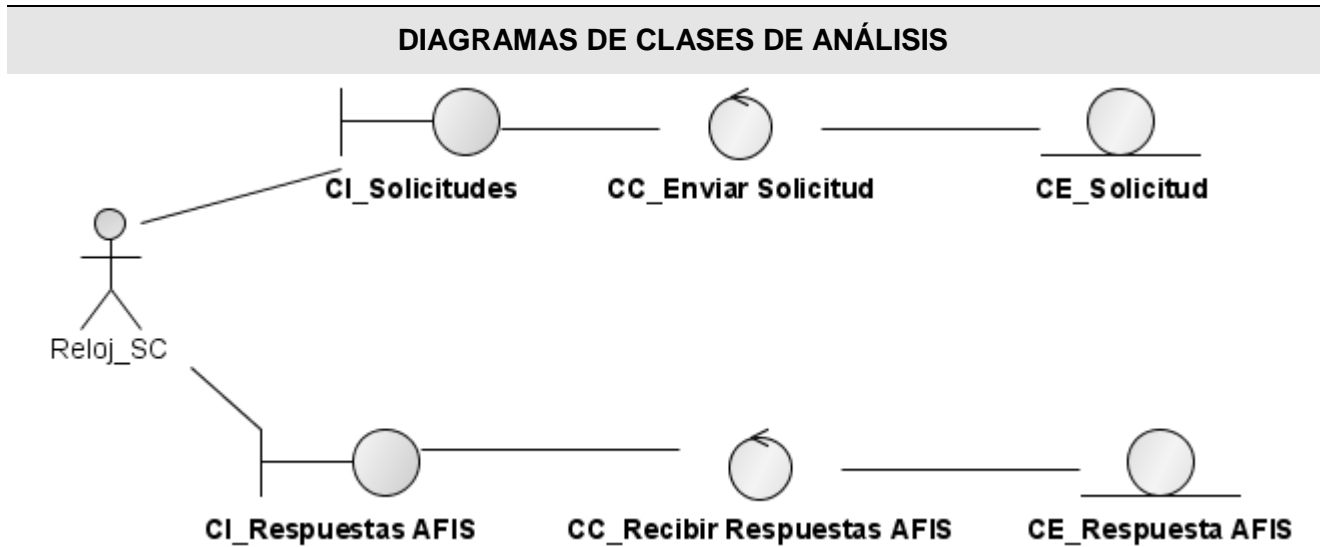 DIAGRAMAS DE CLASES DE ANÁLISIS
CI_Solicitudes
CC_Enviar Solicitud
CE_Solicitud
Reloj_SC
CI_Respuestas AFIS
CC_Recibir Respuestas AFIS
CE_Respuesta AFIS